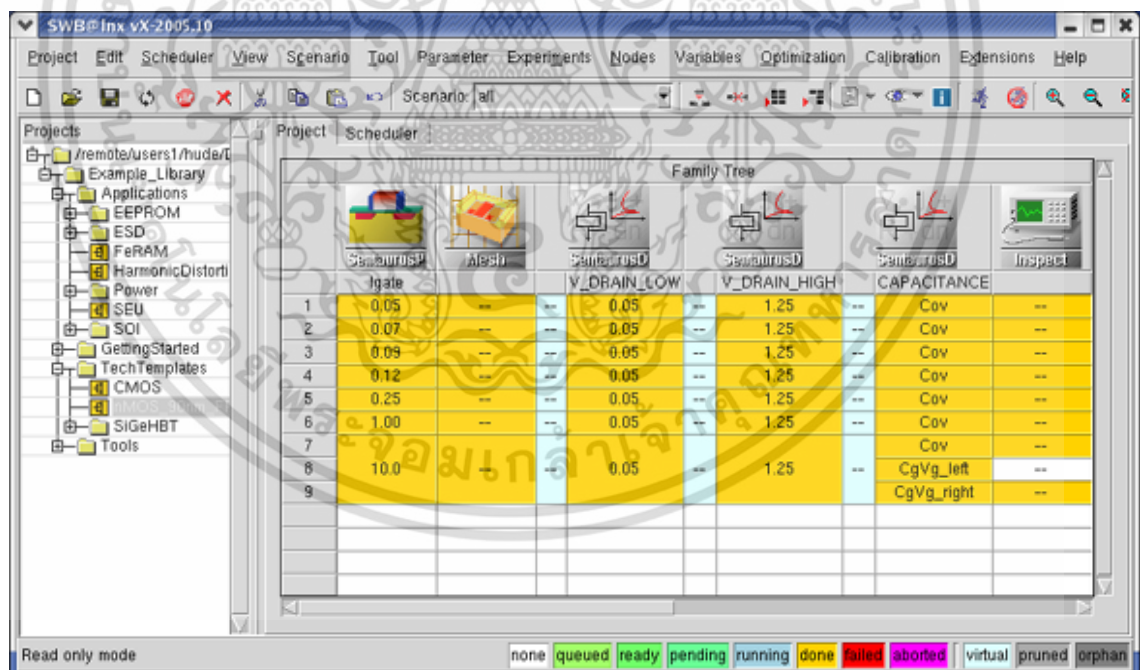 SWB@lnx vX-2005.10
Project Edit Scheduler View Scenario Tool Parameter Experiments Nodes Variables Optimization Calibration Extensions Help
Scenario: all
Projects
/remote/users1/hude/
Example_Library
Applications
EEPROM
ESD
FeRAM
HarmonicDistorti
Power
SEU
SOI
GettingStarted
TechTemplates
CMOS
SiGeHBT
Tools
Project Scheduler
Family Tree
SentaurusP Mesh SentaurusD SentaurusD SentaurusD Inspect
lgate V_DRAIN_LOW V_DRAIN_HIGH CAPACITANCE
1 0.05 -- -- 0.05 -- 1.25 -- Cov --
2 0.07 -- -- 0.05 -- 1.25 -- Cov --
3 0.09 -- -- 0.05 -- 1.25 -- Cov --
4 0.12 -- -- 0.05 -- 1.25 -- Cov --
5 0.25 -- -- 0.05 -- 1.25 -- Cov --
6 1.00 -- -- 0.05 -- 1.25 -- Cov --
7 Cov --
8 10.0 -- -- 0.05 -- 1.25 -- CgVg_left --
9 CgVg_right --
Read only mode
none queued ready pending running done failed aborted virtual pruned orphan